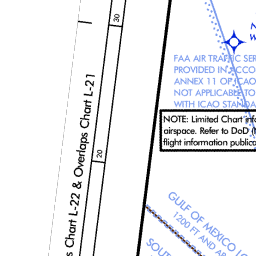 30
20
s Chart L-22 & Overlaps Chart L-21
N
W
FAA AIR TRAFFIC SER
PROVIDED IN ACCO
ANNEX 11 OF ICAO
NOT APPLICABLE TO
WITH ICAO STANDA
NOTE: Limited Chart info
airspace. Refer to DoD (
flight information publica
GULF OF MEXICO
1200 FT AND AB
SOU